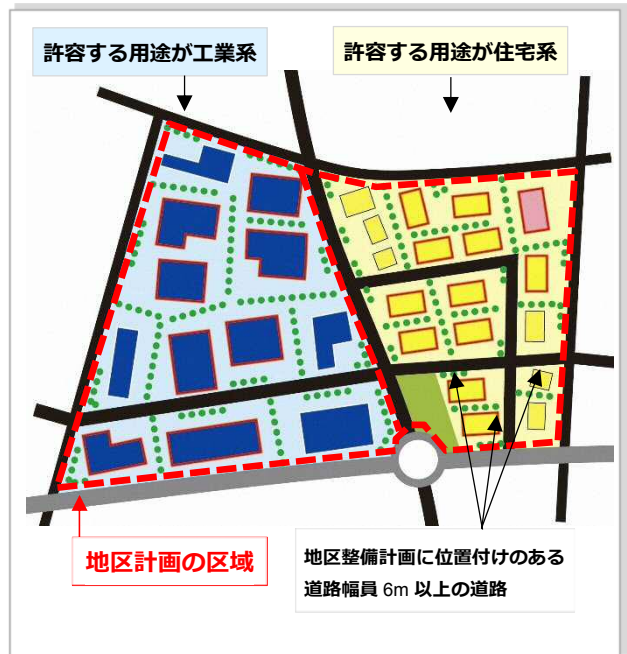 許容する用途が工業系
許容する用途が住宅系
地区計画の区域
地区整備計画に位置付けのある
道路幅員 6m 以上の道路